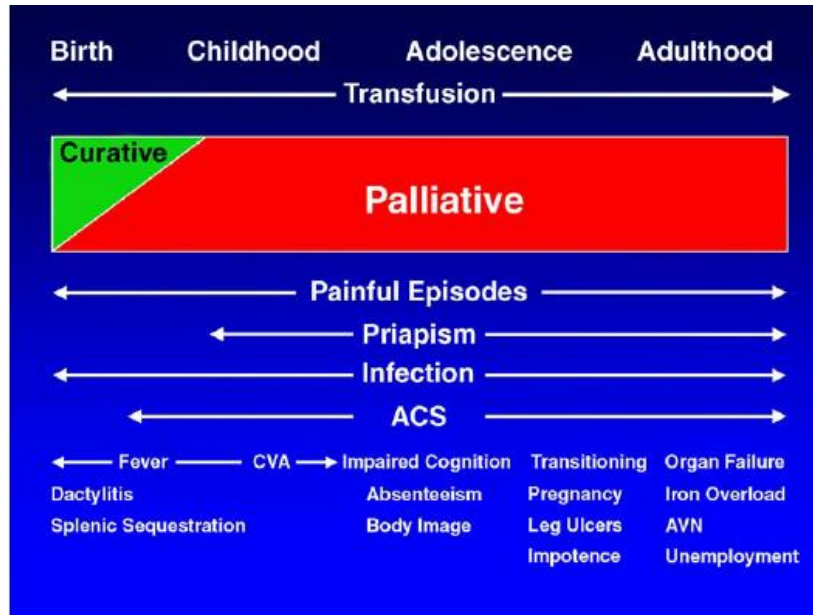 Birth Childhood Adolescence Adulthood
Transfusion
Curative
Palliative
Painful Episodes
Priapism
Infection
ACS
Fever CVA Impaired Cognition Transitioning Organ Failure
Dactylitis Absenteeism Pregnancy Iron Overload
Splenic Sequestration Body Image Leg Ulcers AVN
Impotence Unemployment